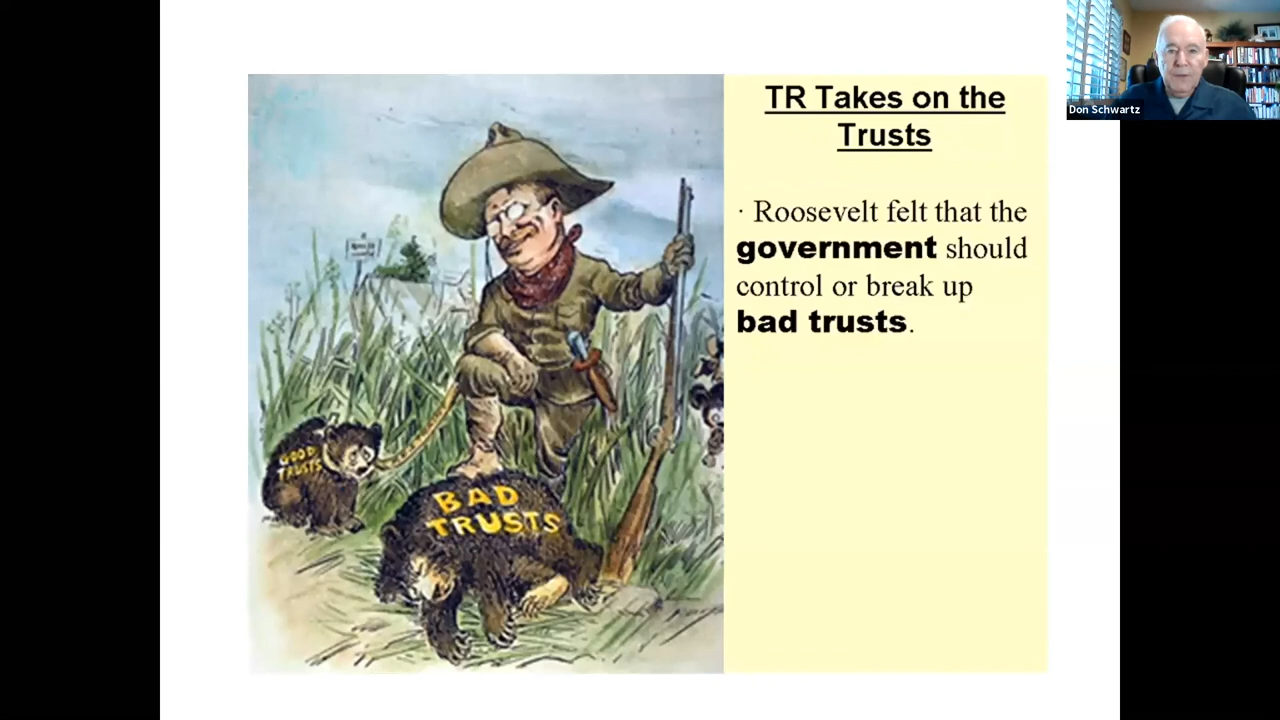 TR Takes on the
Trusts
· Roosevelt felt that the
government should
control or break up
bad trusts.
GOOD
TRUSTS
BAD
TRUSTS
Don Schwartz